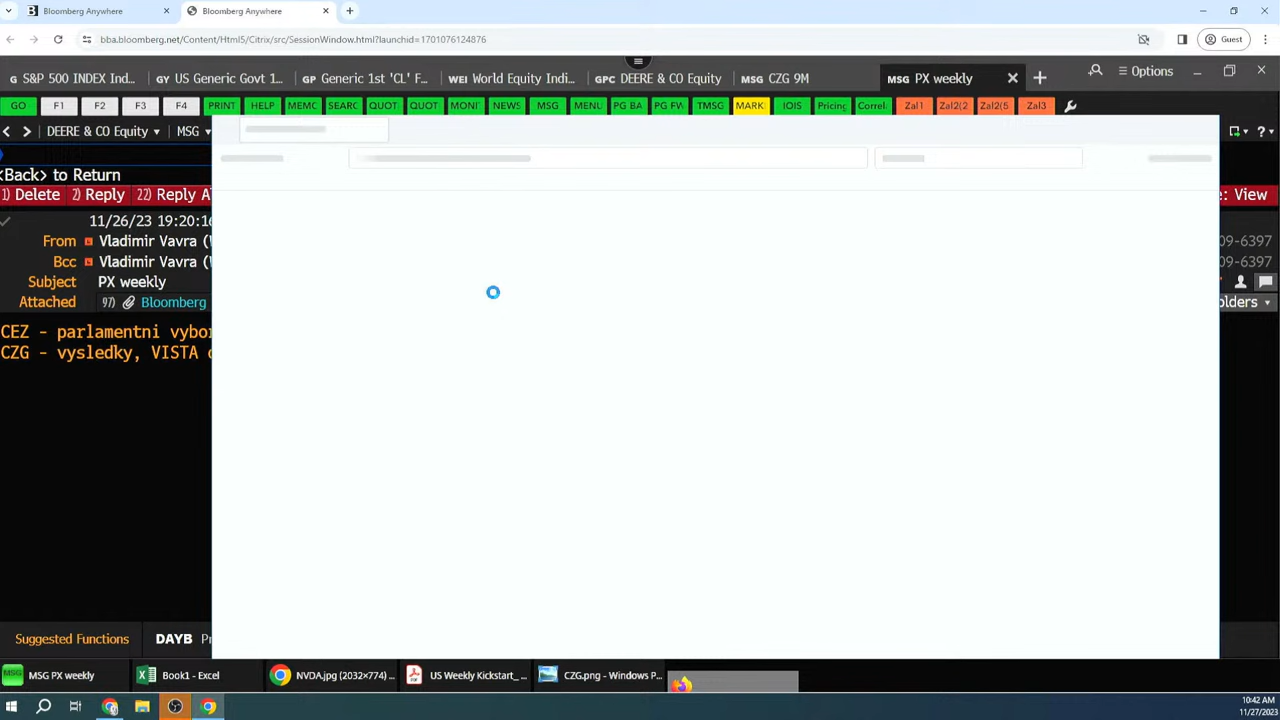 Bloomberg Anywhere
Bloomberg Anywhere
bba.bloomberg.net/Content/Html5/Citrix/src/SessionWindow.html?launchid=1701076124876
Guest
G S&P 500 INDEX Ind...
GY US Generic Govt 1...
GP Generic 1st 'CL' F...
WEI World Equity Ind...
GPC DEERE & CO Equity
MSG CZG 9M
MSG PX weekly
Options
GO F1 F2 F3 F4 PRINT HELP MEMC SEARC QUOT QUOT MONI NEWS MSG MENU PG BA PG FW TMSG MARK IOIS Pricing Correl. Zal1 Zal2(2 Zal2(5 Zal3
DEERE & CO Equity MSG
<Back> to Return
1) Delete 2) Reply 22) Reply A
: View
11/26/23 19:20:16
From Vladimir Vavra (
09-6397
Bcc Vladimir Vavra (
09-6397
Subject PX weekly
Attached 97) Bloomberg
olders
CEZ - parlamentni vybor
CZG - vysledky, VISTA
Suggested Functions DAYB
MSG PX weekly
Book1 - Excel
NVDA.jpg (2032×774) ...
US Weekly Kickstart_ ...
CZG.png - Windows P...
10:42 AM
11/27/2023